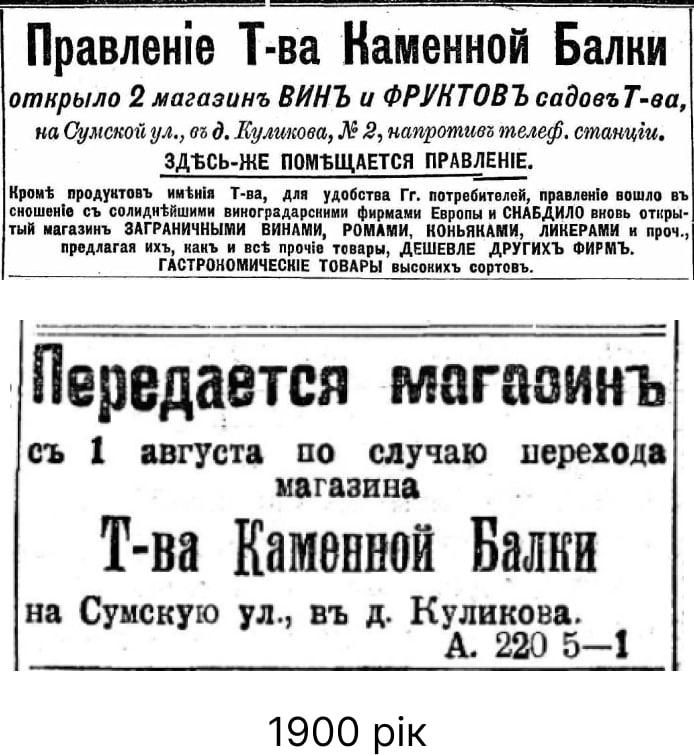 Правленіе Т-ва Каменной Балки
открыло 2 магазинъ ВИНЪ и ФРУКТОВЪ садовъ Т-ва,
на Сумской ул., въ д. Куликова, № 2, напротивъ телеф. станціи.
ЗДѢСЬ-ЖЕ ПОМѢЩАЕТСЯ ПРАВЛЕНІЕ.
Кромѣ продуктовъ имѣнія Т-ва, для удобства Гг. потребителей, правленіе вошло въ
сношеніе съ солиднѣйшими виноградарскими фирмами Европы и СНАБДИЛО вновь откры-
тый магазинъ ЗАГРАНИЧНЫМИ ВИНАМИ, РОМАМИ, КОНЬЯКАМИ, ЛИКЕРАМИ и проч.,
предлагая ихъ, какъ и всѣ прочіе товары, ДЕШЕВЛЕ ДРУГИХЪ ФИРМЪ.
ГАСТРОНОМИЧЕСКІЕ ТОВАРЫ высокихъ сортовъ.
Передается магазинъ
съ 1 августа по случаю перехода
магазина
Т-ва Каменной Балки
на Сумскую ул., въ д. Куликова.
А. 220 5—1
1900 рік